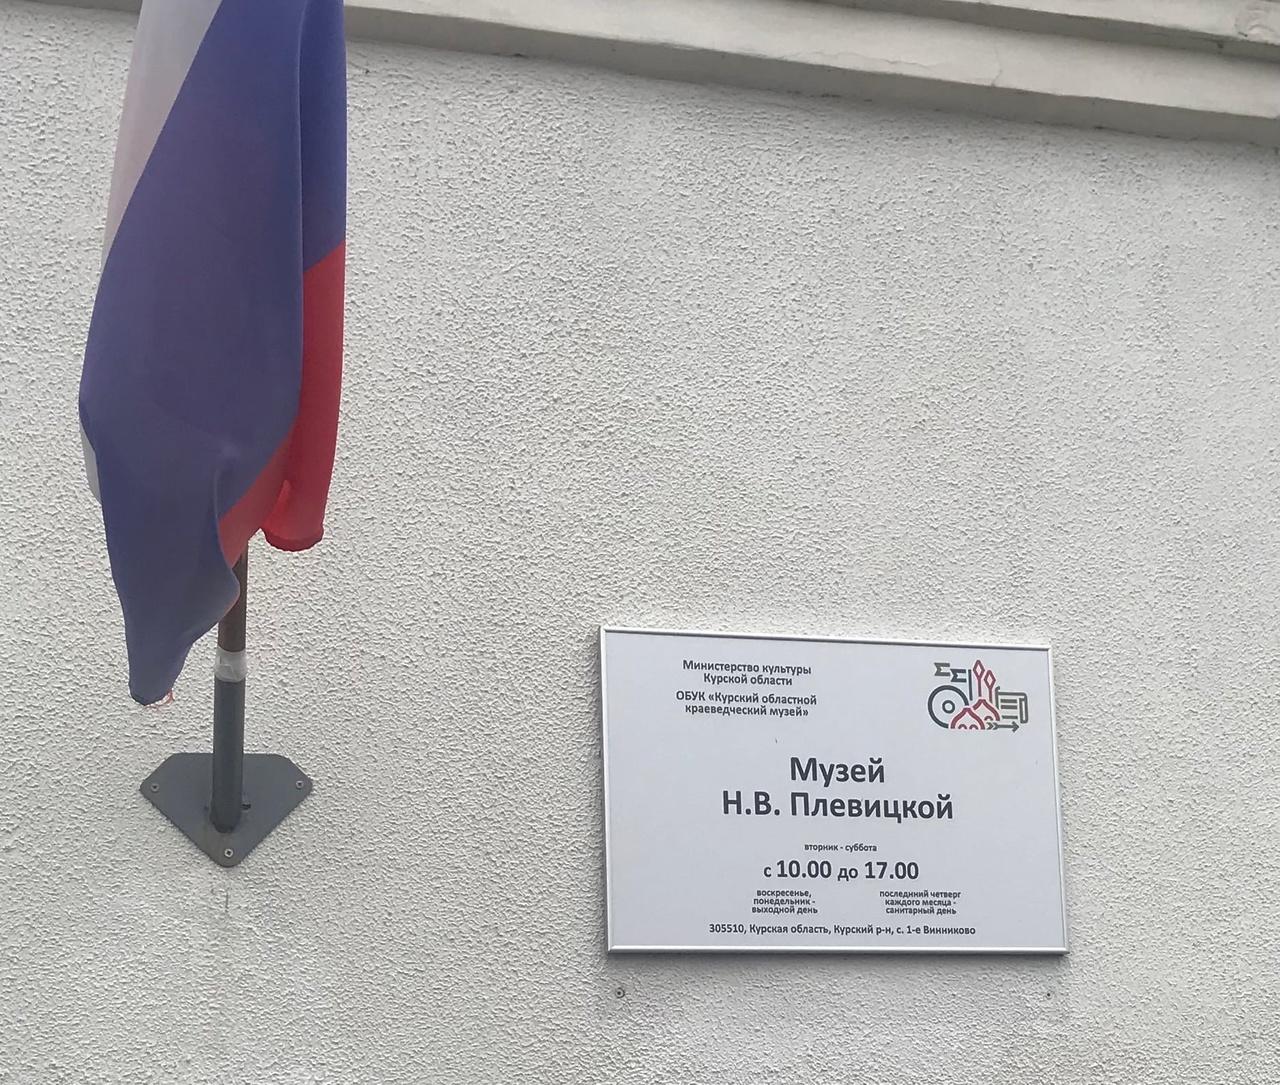 Министерство культуры
Курской области
ОБУК «Курский областной
краеведческий музей»
Музей
Н.В. Плевицкой
вторник - суббота
с 10.00 до 17.00
воскресенье,
понедельник -
выходной день
последнний четверг
каждого месяца -
санитарный день
305510, Курская область, Курский р-н, с. 1-е Винниково